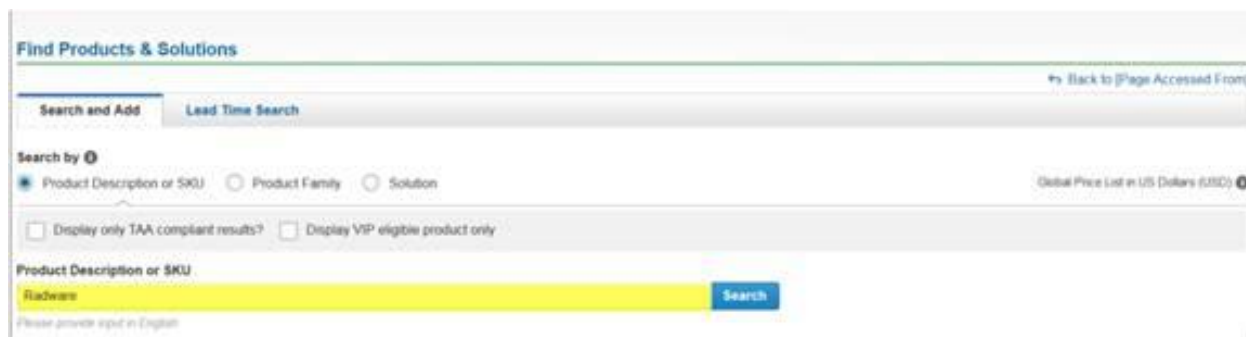 Find Products & Solutions
Back to [Page Accessed From]
Search and Add Lead Time Search
Search by
Product Description or SKU Product Family Solution Global Price List in US Dollars (USD)
Display only TAA compliant results? Display VIP eligible product only
Product Description or SKU
Radware Search
Please provide input in English